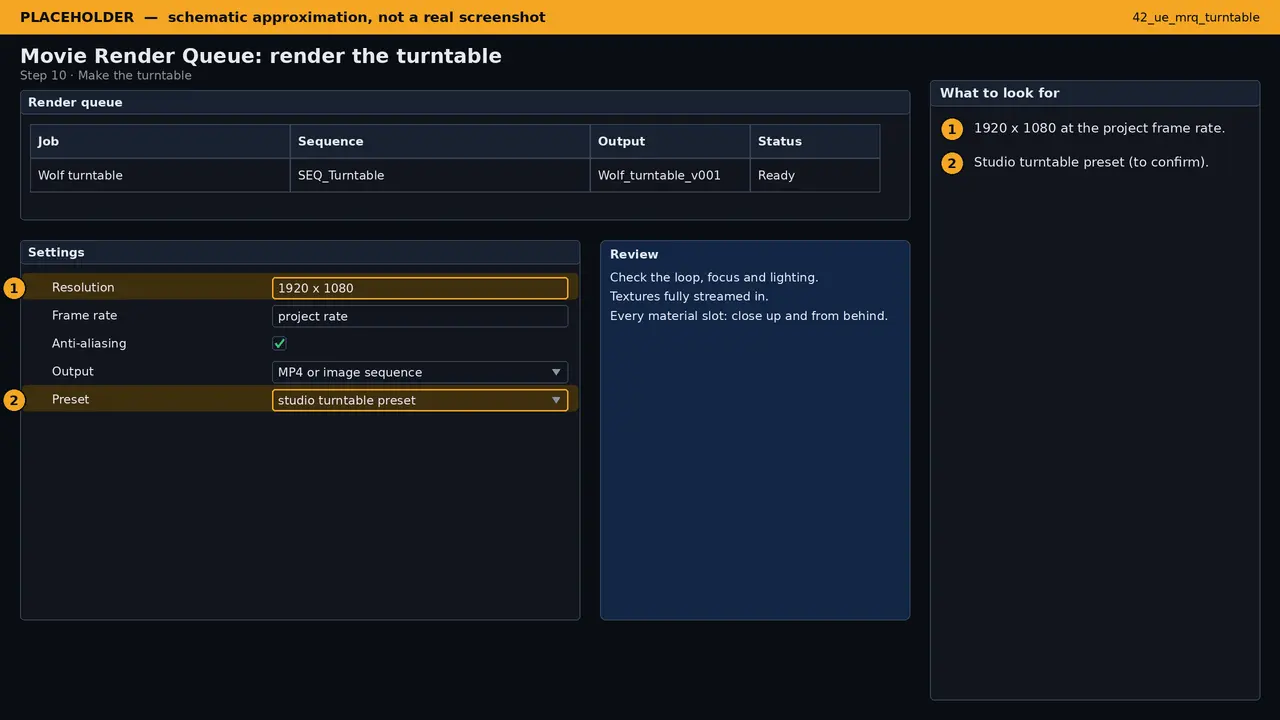 PLACEHOLDER — schematic approximation, not a real screenshot
42_ue_mrq_turntable
Movie Render Queue: render the turntable
Step 10 · Make the turntable
Render queue
Job Sequence Output Status
Wolf turntable SEQ_Turntable Wolf_turntable_v001 Ready
Settings
1 Resolution 1920 x 1080
Frame rate project rate
Anti-aliasing
Output MP4 or image sequence
2 Preset studio turntable preset
Review
Check the loop, focus and lighting.
Textures fully streamed in.
Every material slot: close up and from behind.
What to look for
1 1920 x 1080 at the project frame rate.
2 Studio turntable preset (to confirm).